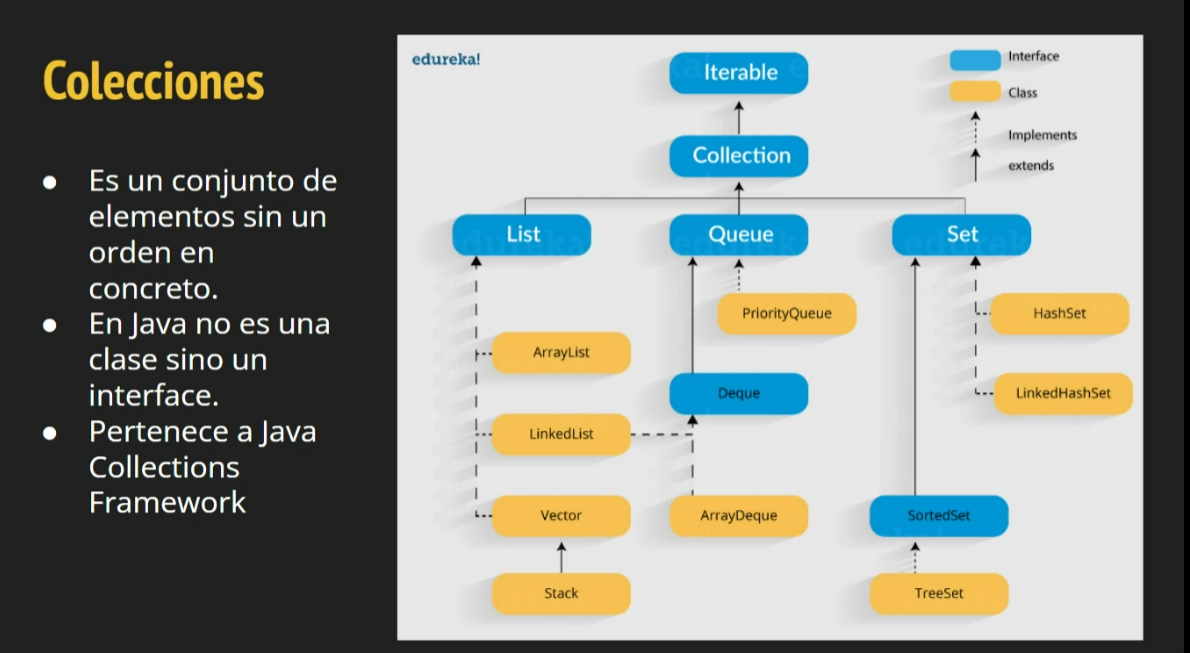 Colecciones
● Es un conjunto de
elementos sin un
orden en
concreto.
● En Java no es una
clase sino un
interface.
● Pertenece a Java
Collections
Framework
edureka!
Iterable
Interface
Class
Implements
extends
Collection
List
Queue
Set
PriorityQueue
HashSet
ArrayList
Deque
LinkedHashSet
LinkedList
Vector
ArrayDeque
SortedSet
Stack
TreeSet